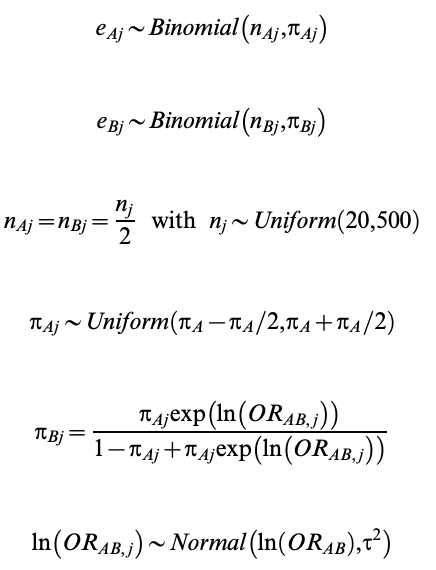 e_{Aj} ~ Binomial(n_{Aj},π_{Aj})
e_{Bj} ~ Binomial(n_{Bj},π_{Bj})
n_{Aj} = n_{Bj} = \frac{n_j}{2} with n_j ~ Uniform(20,500)
π_{Aj} ~ Uniform(π_A − π_A/2,π_A + π_A/2)
π_{Bj} = \frac{π_{Aj}exp(ln(OR_{AB,j}))}{1 − π_{Aj} + π_{Aj}exp(ln(OR_{AB,j}))}
ln(OR_{AB,j}) ~ Normal(ln(OR_{AB}),τ^2)